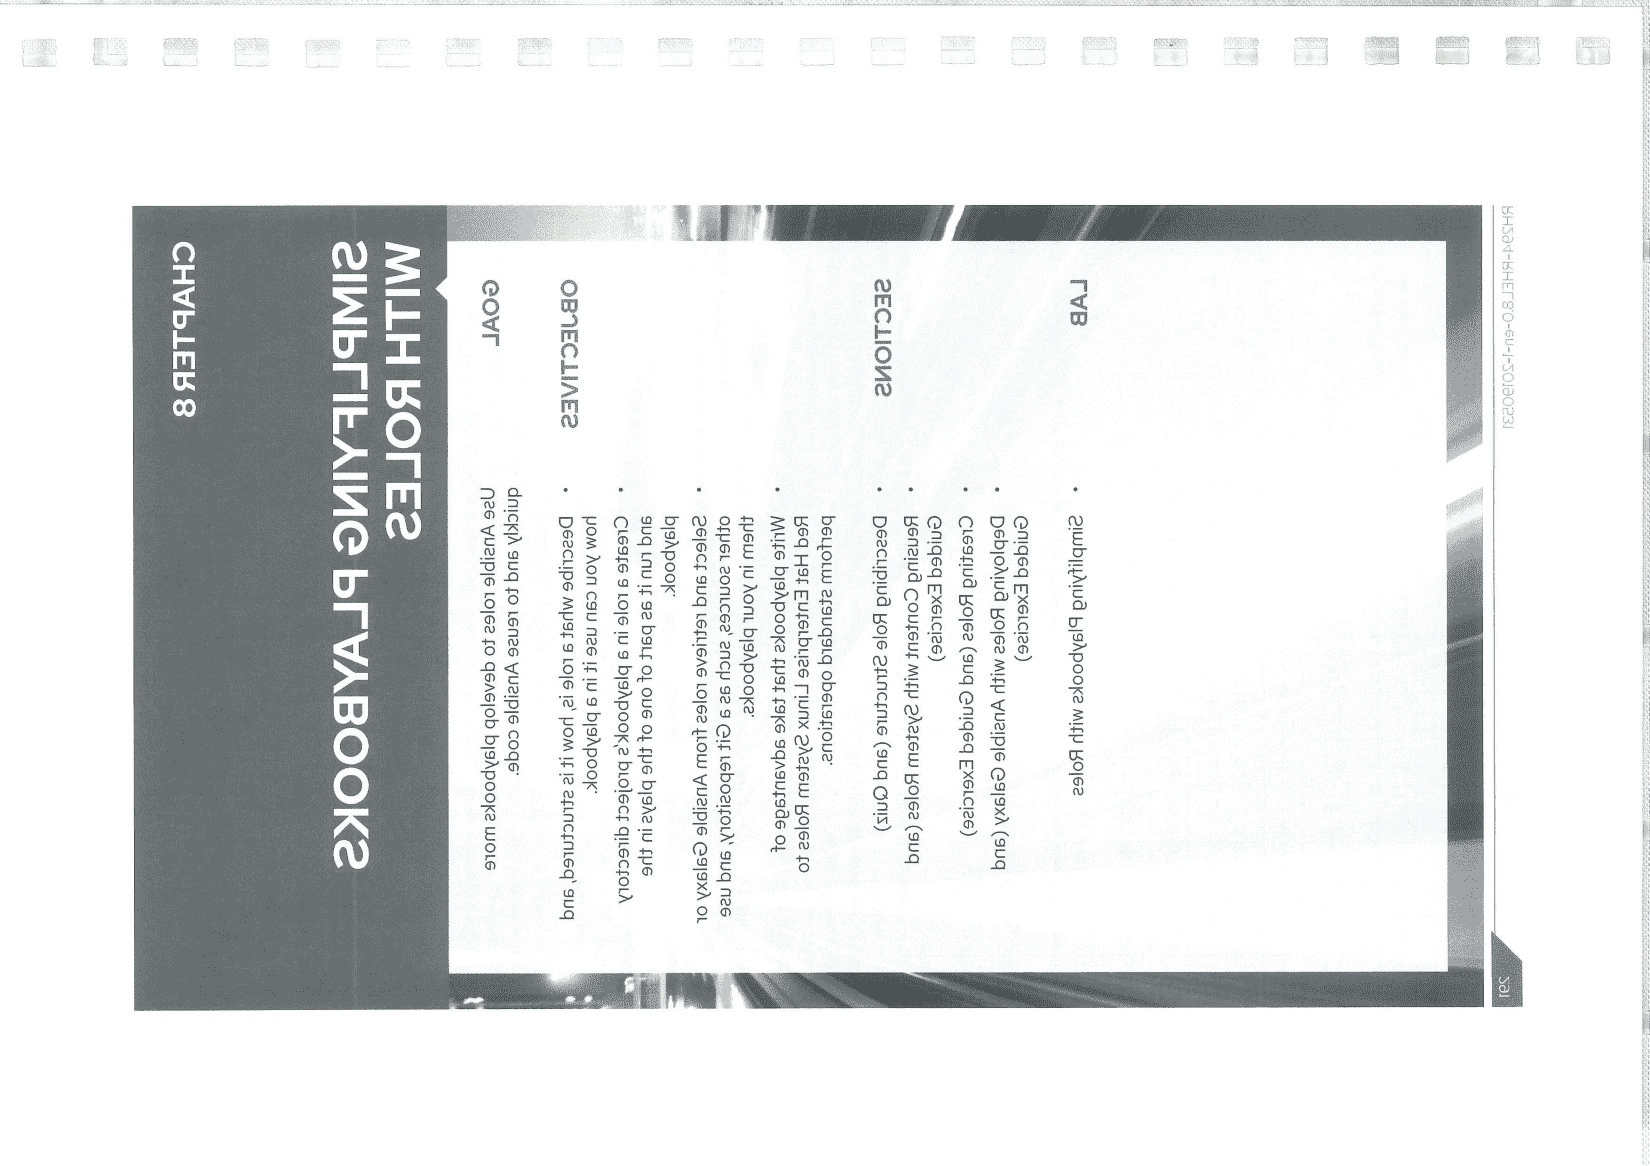 CHAPTER 8
SIMPLIFYING PLAYBOOKS
WITH ROLES
GOAL
Use Ansible roles to develop playbooks more
quickly and to reuse Ansible code.
OBJECTIVES
• Describe what a role is, how it is structured, and
how you can use it in a playbook.
• Create a role in a playbook's project directory
and run it as part of one of the plays in the
playbook.
• Select and retrieve roles from Ansible Galaxy or
other sources, such as a Git repository, and use
them in your playbooks.
• Write playbooks that take advantage of
Red Hat Enterprise Linux System Roles to
perform standard operations.
SECTIONS
• Describing Role Structure (and Quiz)
• Reusing Content with System Roles (and
Guided Exercise)
• Creating Roles (and Guided Exercise)
• Deploying Roles with Ansible Galaxy (and
Guided Exercise)
LAB
• Simplifying Playbooks with Roles
RH294-RHEL8.0-en-1-20190531
291